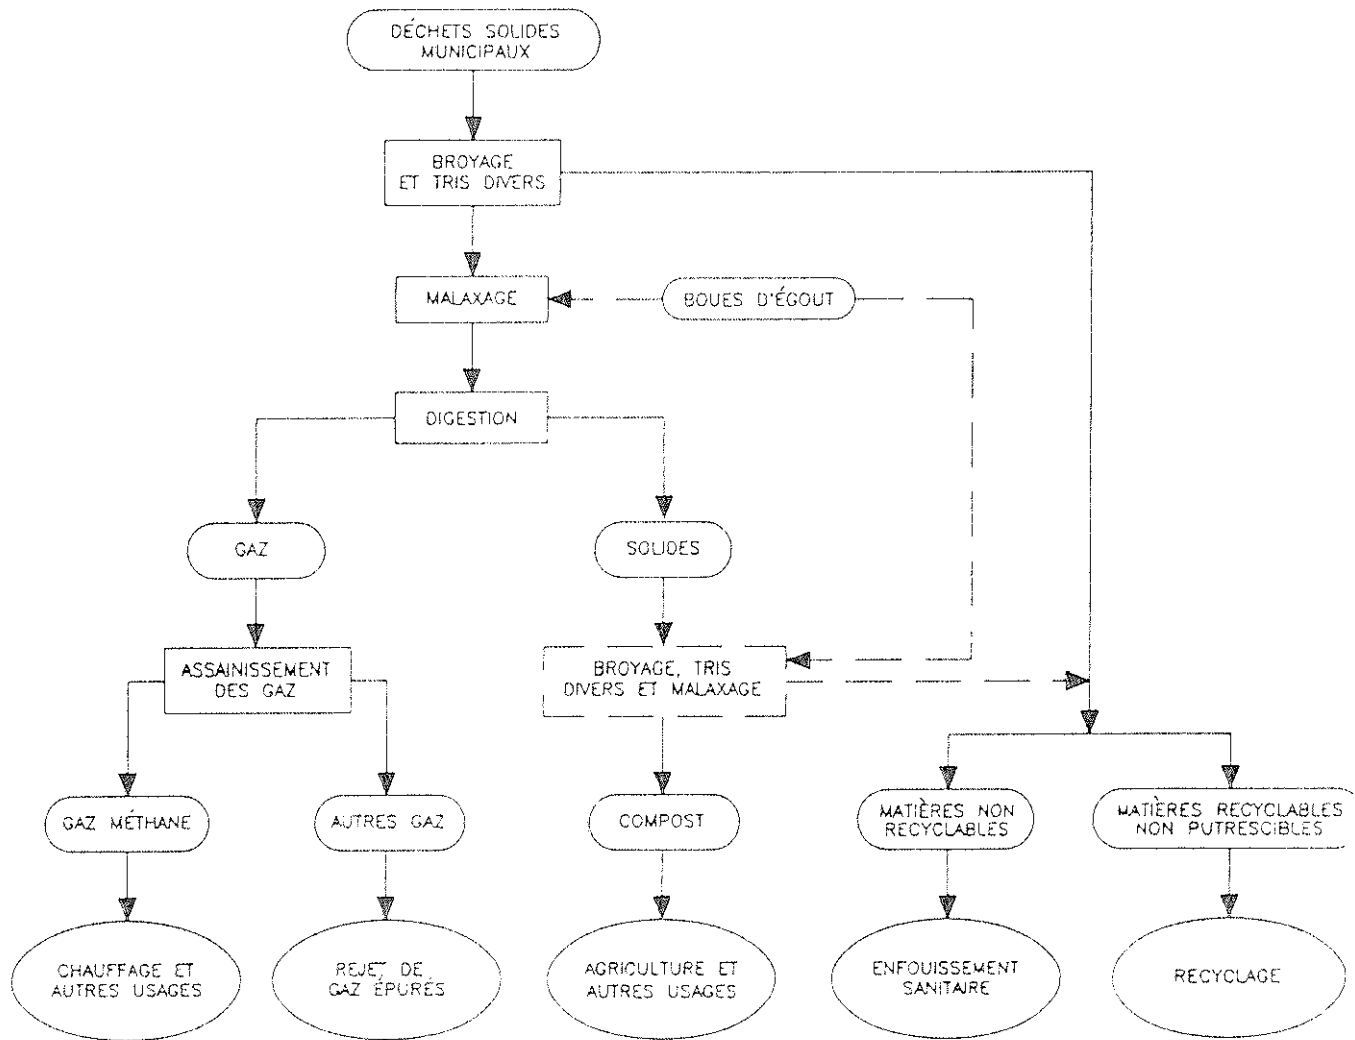 DÉCHETS SOLIDES
MUNICIPAUX
BROYAGE
ET TRIS DIVERS
MALAXAGE
BOUES D'ÉGOUT
DIGESTION
GAZ
SOLIDES
ASSAINISSEMENT
DES GAZ
BROYAGE, TRIS
DIVERS ET MALAXAGE
GAZ MÉTHANE
AUTRES GAZ
COMPOST
MATIÈRES NON
RECYCLABLES
MATIÈRES RECYCLABLES
NON PUTRESCIBLES
CHAUFFAGE ET
AUTRES USAGES
REJET DE
GAZ ÉPURÉS
AGRICULTURE ET
AUTRES USAGES
ENFOUISSEMENT
SANITAIRE
RECYCLAGE